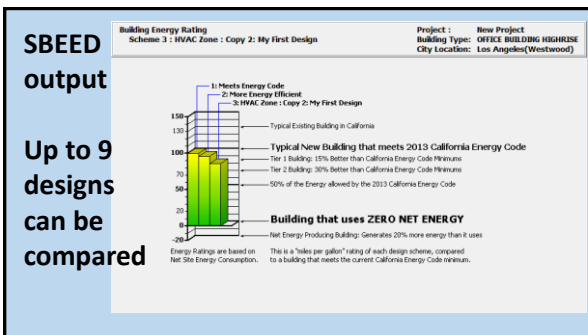 SBEED
output
Up to 9
designs
can be
compared
Building Energy Rating
Scheme 3 : HVAC Zone : Copy 2: My First Design
Project : New Project
Building Type: OFFICE BUILDING HIGHRISE
City Location: Los Angeles(Westwood)
1: Meets Energy Code
2: More Energy Efficient
3: HVAC Zone : Copy 2: My First Design
150
133
100
85
70
50
20
0
-20
Typical Existing Building in California
Typical New Building that meets 2013 California Energy Code
Tier 1 Building: 15% Better than California Energy Code Minimums
Tier 2 Building: 30% Better than California Energy Code Minimums
50% of the Energy allowed by the 2013 California Energy Code
Building that uses ZERO NET ENERGY
Net Energy Producing Building: Generates 20% more energy than it uses
Energy Ratings are based on
Net Site Energy Consumption.
This is a "miles per gallon" rating of each design scheme, compared
to a building that meets the current California Energy Code minimum.